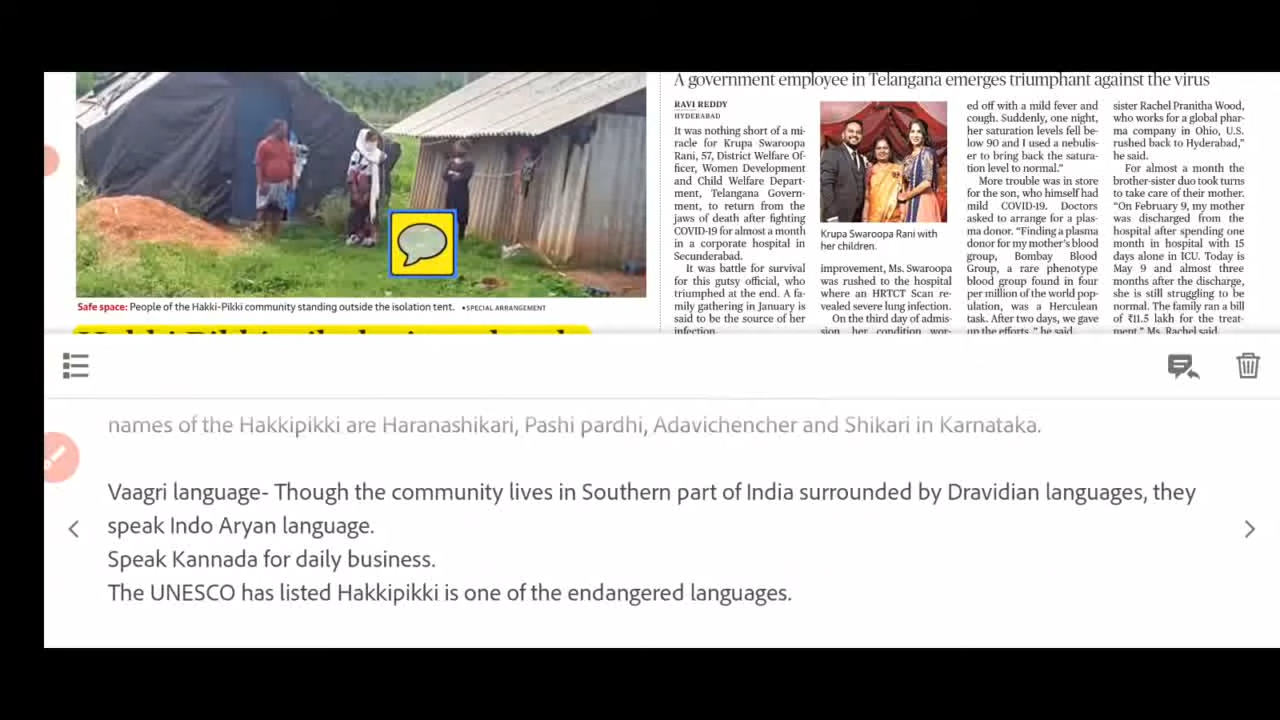 A government employee in Telangana emerges triumphant against the virus
Safe space: People of the Hakki-Pikki community standing outside the isolation tent. •SPECIAL ARRANGEMENT
RAVI REDDY
HYDERABAD
It was nothing short of a mi-
racle for Krupa Swaroopa
Rani, 57, District Welfare Of-
ficer, Women Development
and Child Welfare Depart-
ment, Telangana Govern-
ment, to return from the
jaws of death after fighting
COVID-19 for almost a month
in a corporate hospital in
Secunderabad.
It was battle for survival
for this gutsy official, who
triumphed at the end. A fa-
mily gathering in January is
said to be the source of her
infection.
Krupa Swaroopa Rani with
her children.
improvement, Ms. Swaroopa
was rushed to the hospital
where an HRTCT Scan re-
vealed severe lung infection.
On the third day of admis-
sion her condition wor-
ed off with a mild fever and
cough. Suddenly, one night,
her saturation levels fell be-
low 90 and I used a nebulis-
er to bring back the satura-
tion level to normal.”
More trouble was in store
for the son, who himself had
mild COVID-19. Doctors
asked to arrange for a plas-
ma donor. “Finding a plasma
donor for my mother's blood
group, Bombay Blood
Group, a rare phenotype
blood group found in four
per million of the world pop-
ulation, was a Herculean
task. After two days, we gave
up the efforts,” he said.
sister Rachel Pranitha Wood,
who works for a global phar-
ma company in Ohio, U.S.
rushed back to Hyderabad,”
he said.
For almost a month the
brother-sister duo took turns
to take care of their mother.
“On February 9, my mother
was discharged from the
hospital after spending one
month in hospital with 15
days alone in ICU. Today is
May 9 and almost three
months after the discharge,
she is still struggling to be
normal. The family ran a bill
of ₹11.5 lakh for the treat-
ment,” Ms. Rachel said.
names of the Hakkipikki are Haranashikari, Pashi pardhi, Adavichencher and Shikari in Karnataka.
Vaagri language- Though the community lives in Southern part of India surrounded by Dravidian languages, they
speak Indo Aryan language.
Speak Kannada for daily business.
The UNESCO has listed Hakkipikki is one of the endangered languages.